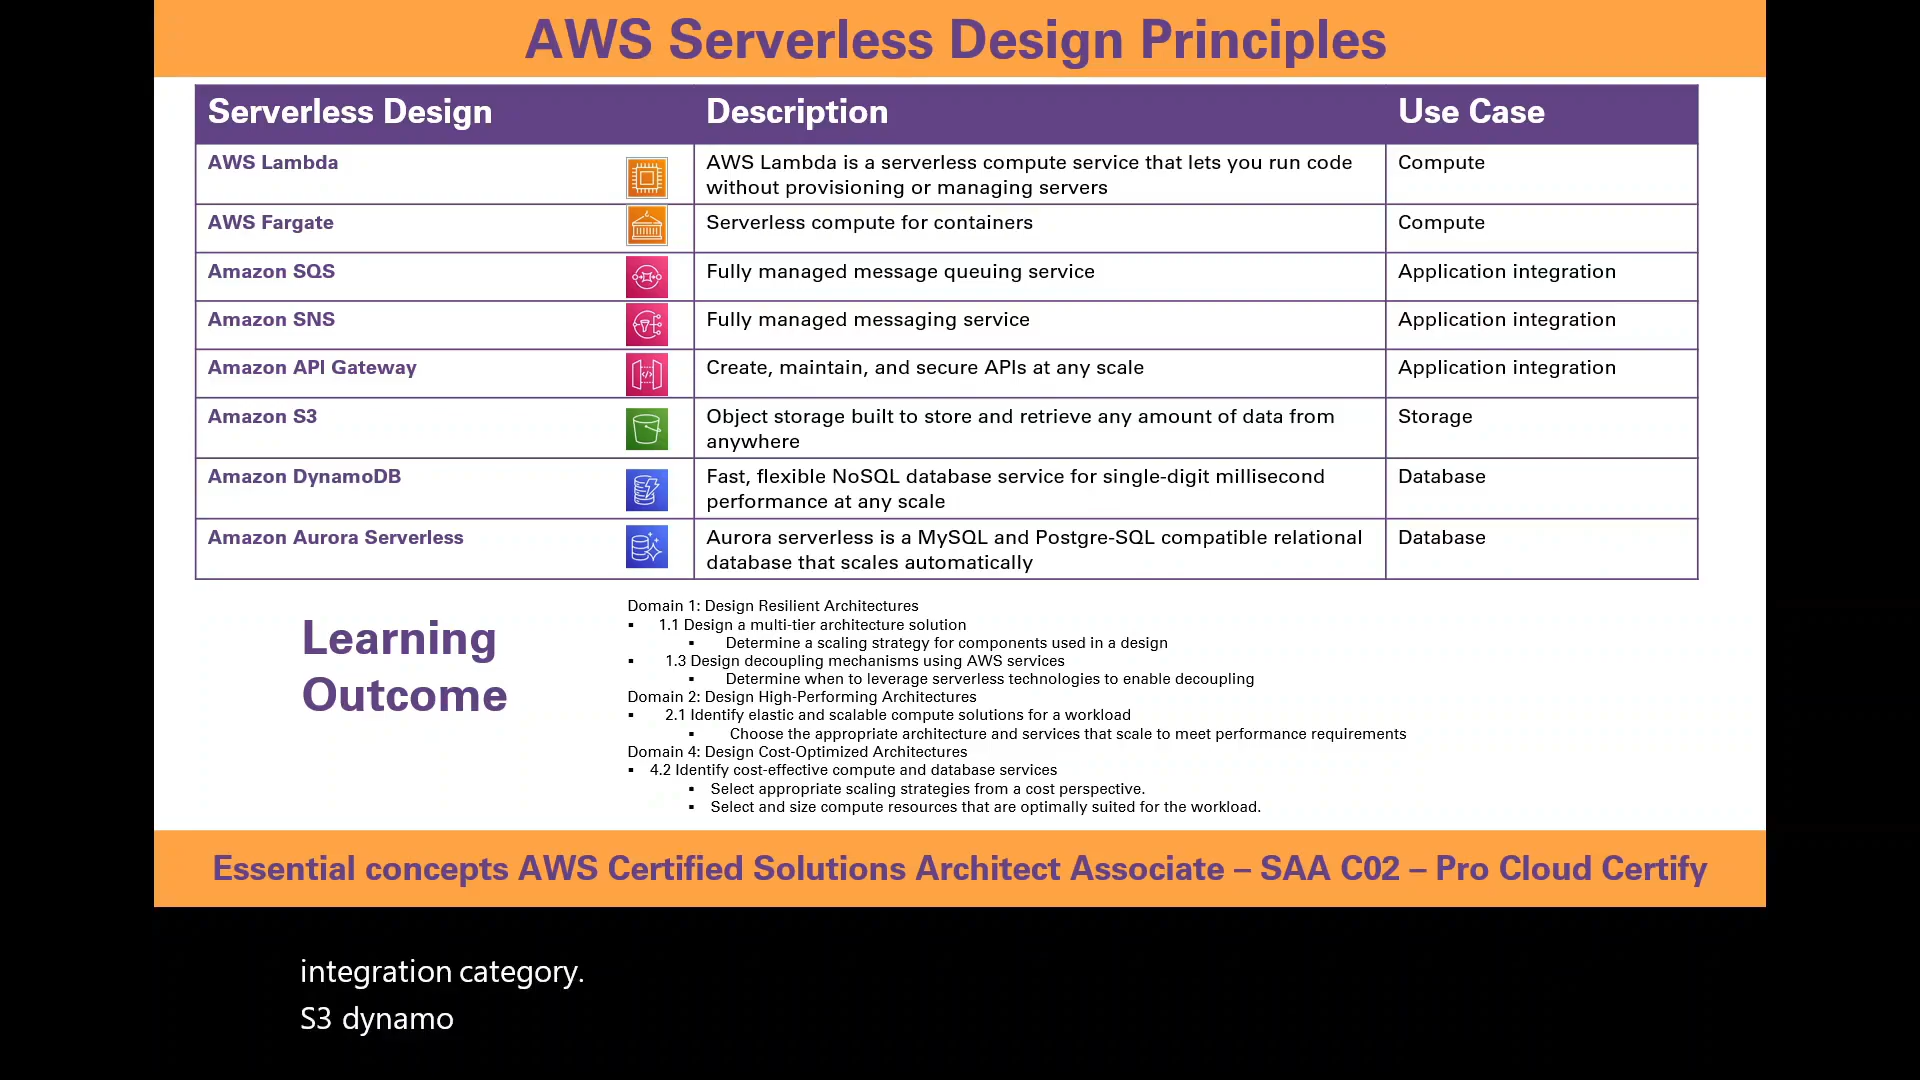 AWS Serverless Design Principles
Serverless Design Description Use Case
AWS Lambda AWS Lambda is a serverless compute service that lets you run code Compute
without provisioning or managing servers
AWS Fargate Serverless compute for containers Compute
Amazon SQS Fully managed message queuing service Application integration
Amazon SNS Fully managed messaging service Application integration
Amazon API Gateway Create, maintain, and secure APIs at any scale Application integration
Amazon S3 Object storage built to store and retrieve any amount of data from Storage
anywhere
Amazon DynamoDB Fast, flexible NoSQL database service for single-digit millisecond Database
performance at any scale
Amazon Aurora Serverless Aurora serverless is a MySQL and Postgre-SQL compatible relational Database
database that scales automatically
Learning
Outcome
Domain 1: Design Resilient Architectures
▪ 1.1 Design a multi-tier architecture solution
▪ Determine a scaling strategy for components used in a design
▪ 1.3 Design decoupling mechanisms using AWS services
▪ Determine when to leverage serverless technologies to enable decoupling
Domain 2: Design High-Performing Architectures
▪ 2.1 Identify elastic and scalable compute solutions for a workload
▪ Choose the appropriate architecture and services that scale to meet performance requirements
Domain 4: Design Cost-Optimized Architectures
▪ 4.2 Identify cost-effective compute and database services
▪ Select appropriate scaling strategies from a cost perspective.
▪ Select and size compute resources that are optimally suited for the workload.
Essential concepts AWS Certified Solutions Architect Associate – SAA C02 – Pro Cloud Certify
integration category.
S3 dynamo